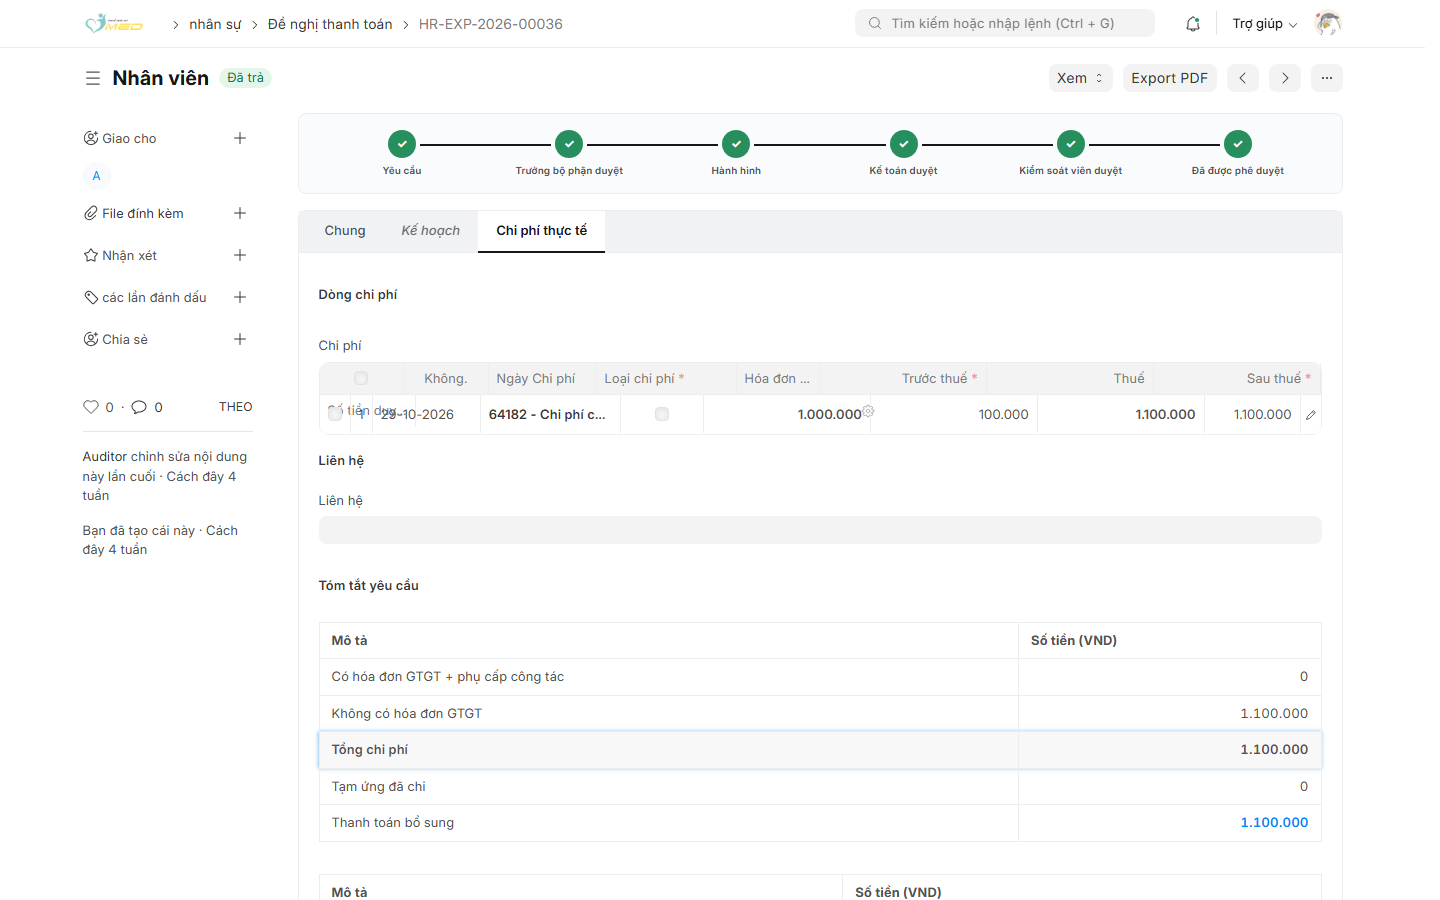 MED
nhân sự
Đề nghị thanh toán
HR-EXP-2026-00036
Tìm kiếm hoặc nhập lệnh (Ctrl + G)
Trợ giúp
Nhân viên
Đã trả
Xem
Export PDF
Giao cho
A
File đính kèm
Nhận xét
các lần đánh dấu
Chia sẻ
0 · 0
THEO
Auditor chỉnh sửa nội dung
này lần cuối · Cách đây 4
tuần
Bạn đã tạo cái này · Cách
đây 4 tuần
Yêu cầu
Trưởng bộ phận duyệt
Hành hình
Kế toán duyệt
Kiểm soát viên duyệt
Đã được phê duyệt
Chung
Kế hoạch
Chi phí thực tế
Dòng chi phí
Chi phí
Không.
Ngày Chi phí
Loại chi phí *
Hóa đơn ...
Trước thuế *
Thuế
Sau thuế *
Số tiền duy...
1
29-10-2026
64182 - Chi phí c...
1.000.000
100.000
1.100.000
1.100.000
Liên hệ
Liên hệ
Tóm tắt yêu cầu
Mô tả
Số tiền (VND)
Có hóa đơn GTGT + phụ cấp công tác
0
Không có hóa đơn GTGT
1.100.000
Tổng chi phí
1.100.000
Tạm ứng đã chi
0
Thanh toán bổ sung
1.100.000
Mô tả
Số tiền (VND)